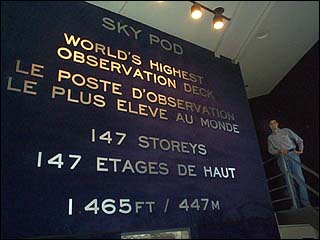 SKY POD
WORLD'S HIGHEST
OBSERVATION DECK
LE POSTE D'OBSERVATION
LE PLUS ELEVE AU MONDE
147 STOREYS
147 ETAGES DE HAUT
1 465FT / 447M